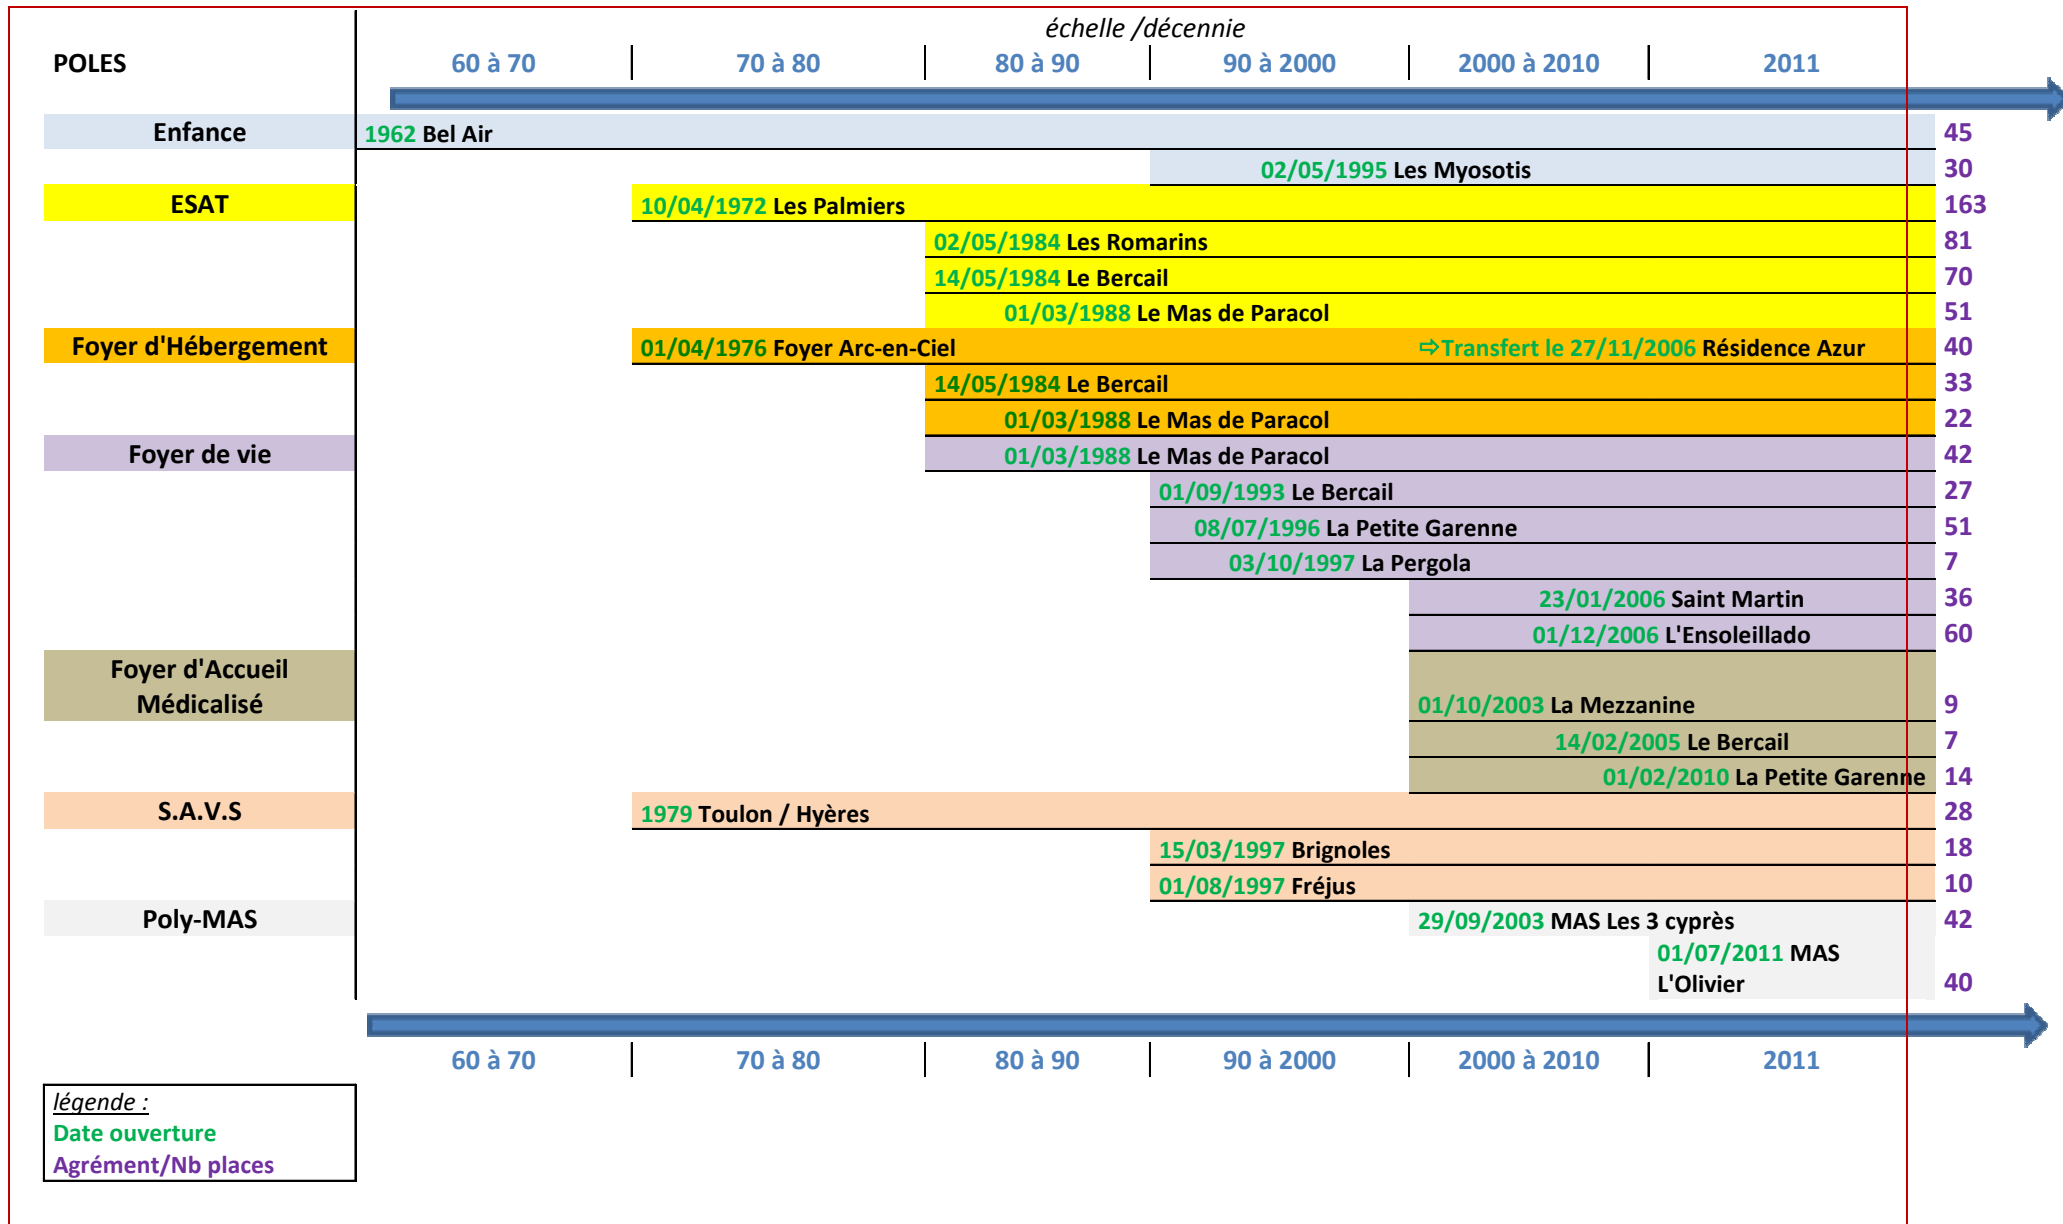 échelle /décennie
POLES 60 à 70 70 à 80 80 à 90 90 à 2000 2000 à 2010 2011
Enfance 1962 Bel Air 45
02/05/1995 Les Myosotis 30
ESAT 10/04/1972 Les Palmiers 163
02/05/1984 Les Romarins 81
14/05/1984 Le Bercail 70
01/03/1988 Le Mas de Paracol 51
Foyer d'Hébergement 01/04/1976 Foyer Arc-en-Ciel ⇨Transfert le 27/11/2006 Résidence Azur 40
14/05/1984 Le Bercail 33
01/03/1988 Le Mas de Paracol 22
Foyer de vie 01/03/1988 Le Mas de Paracol 42
01/09/1993 Le Bercail 27
08/07/1996 La Petite Garenne 51
03/10/1997 La Pergola 7
23/01/2006 Saint Martin 36
01/12/2006 L'Ensoleillado 60
Foyer d'Accueil
Médicalisé 01/10/2003 La Mezzanine 9
14/02/2005 Le Bercail 7
01/02/2010 La Petite Garenne 14
S.A.V.S 1979 Toulon / Hyères 28
15/03/1997 Brignoles 18
01/08/1997 Fréjus 10
Poly-MAS 29/09/2003 MAS Les 3 cyprès 42
01/07/2011 MAS
L'Olivier 40
60 à 70 70 à 80 80 à 90 90 à 2000 2000 à 2010 2011
légende :
Date ouverture
Agrément/Nb places